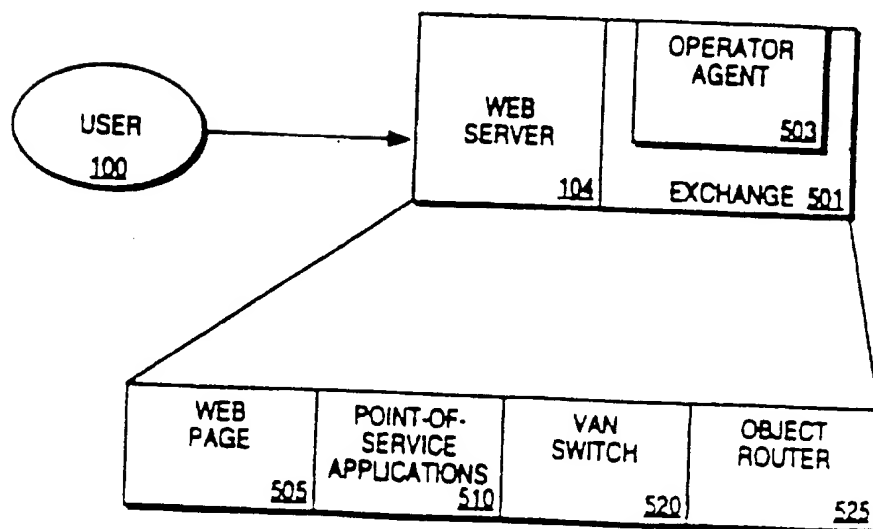 USER
100
WEB
SERVER
104
OPERATOR
AGENT
503
EXCHANGE 501
WEB
PAGE
505
POINT-OF-
SERVICE
APPLICATIONS
510
VAN
SWITCH
520
OBJECT
ROUTER
525